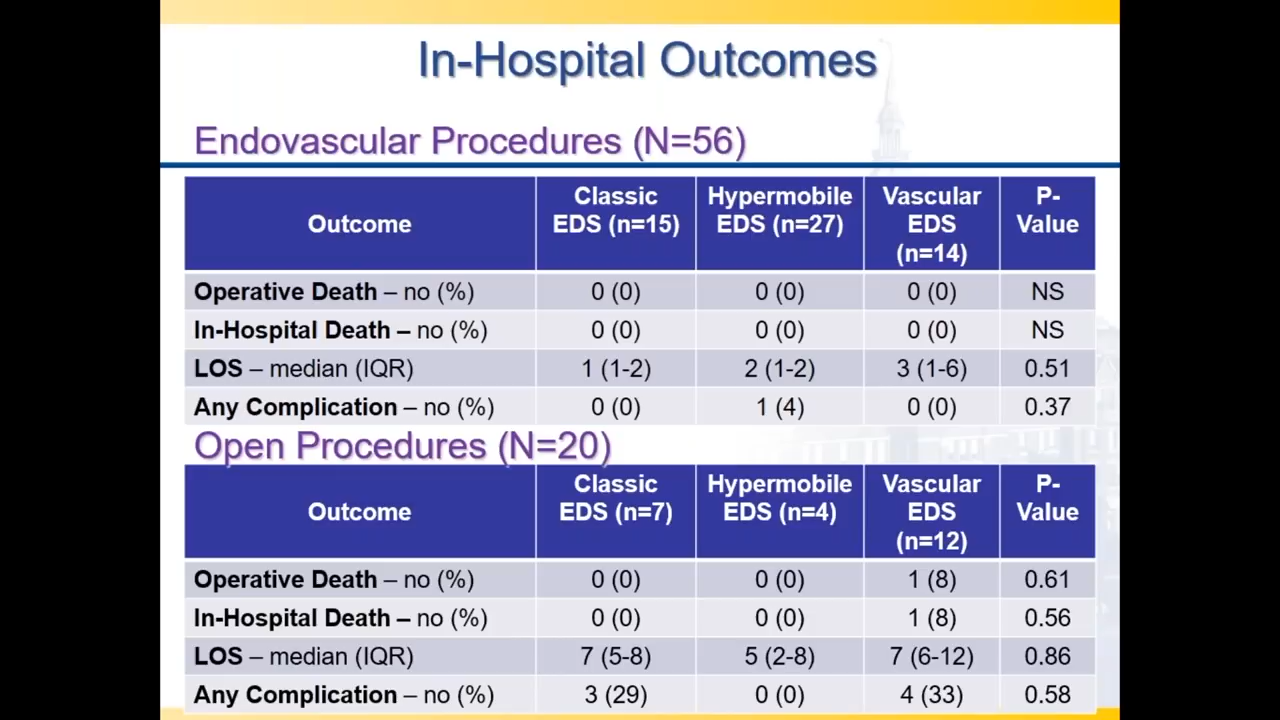 In-Hospital Outcomes
Endovascular Procedures (N=56)
Outcome Classic EDS (n=15) Hypermobile EDS (n=27) Vascular EDS (n=14) P-Value
Operative Death – no (%) 0 (0) 0 (0) 0 (0) NS
In-Hospital Death – no (%) 0 (0) 0 (0) 0 (0) NS
LOS – median (IQR) 1 (1-2) 2 (1-2) 3 (1-6) 0.51
Any Complication – no (%) 0 (0) 1 (4) 0 (0) 0.37
Open Procedures (N=20)
Outcome Classic EDS (n=7) Hypermobile EDS (n=4) Vascular EDS (n=12) P-Value
Operative Death – no (%) 0 (0) 0 (0) 1 (8) 0.61
In-Hospital Death – no (%) 0 (0) 0 (0) 1 (8) 0.56
LOS – median (IQR) 7 (5-8) 5 (2-8) 7 (6-12) 0.86
Any Complication – no (%) 3 (29) 0 (0) 4 (33) 0.58